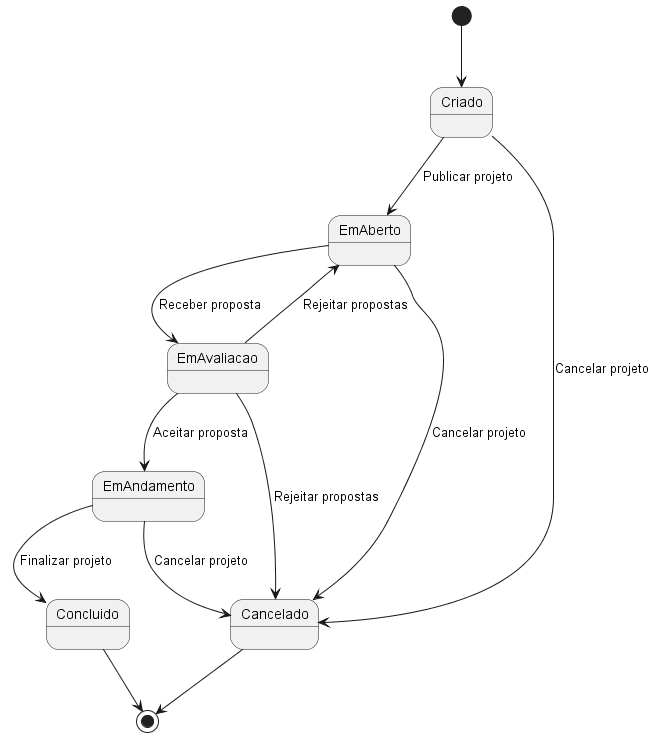 Criado
Publicar projeto
EmAberto
Receber proposta
Rejeitar propostas
EmAvaliacao
Cancelar projeto
Aceitar proposta
Cancelar projeto
EmAndamento
Rejeitar propostas
Finalizar projeto
Cancelar projeto
Concluido
Cancelado